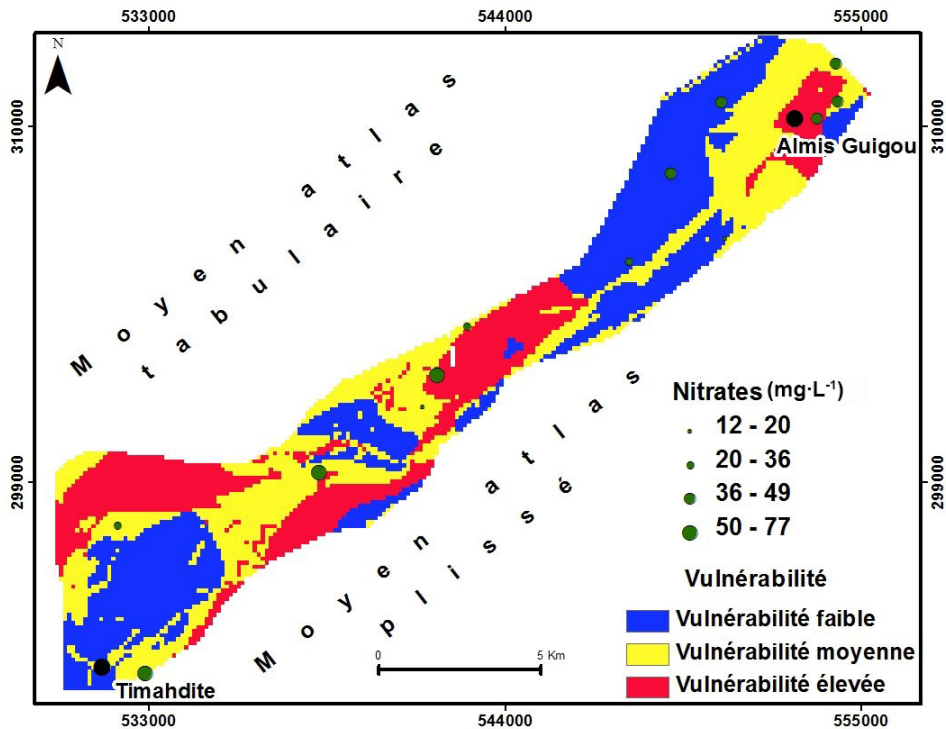 533000 544000 555000
N
310000 310000
Moyen atlas
tabulaire
Almis Guigou
299000 299000
Moyen atlas
plissé
Nitrates (mg·L-1)
12 - 20
20 - 36
36 - 49
50 - 77
Vulnérabilité
Vulnérabilité faible
Vulnérabilité moyenne
Vulnérabilité élevée
0 5 Km
Timahdite
533000 544000 555000